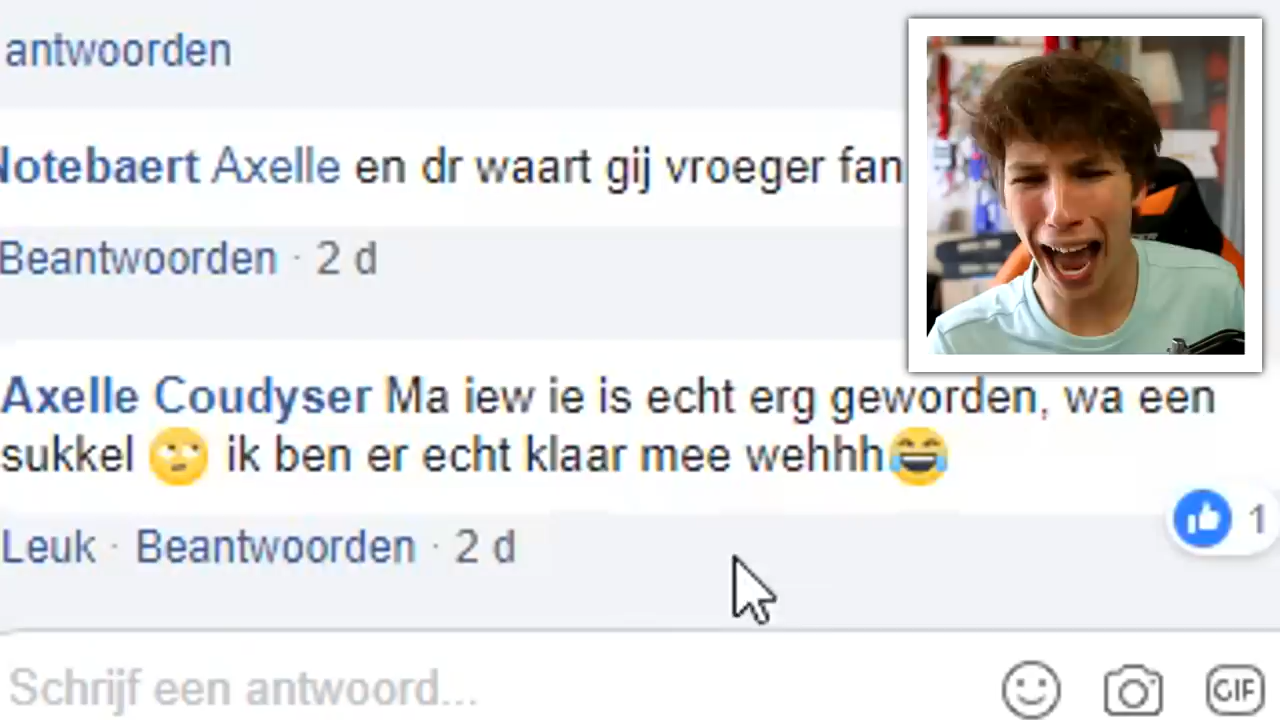 antwoorden
Notebaert Axelle en dr waart gij vroeger fan
Beantwoorden · 2 d
Axelle Coudyser Ma iew ie is echt erg geworden, wa een
sukkel 🙄 ik ben er echt klaar mee wehhh😂
Leuk · Beantwoorden · 2 d
1
Schrijf een antwoord...
GIF